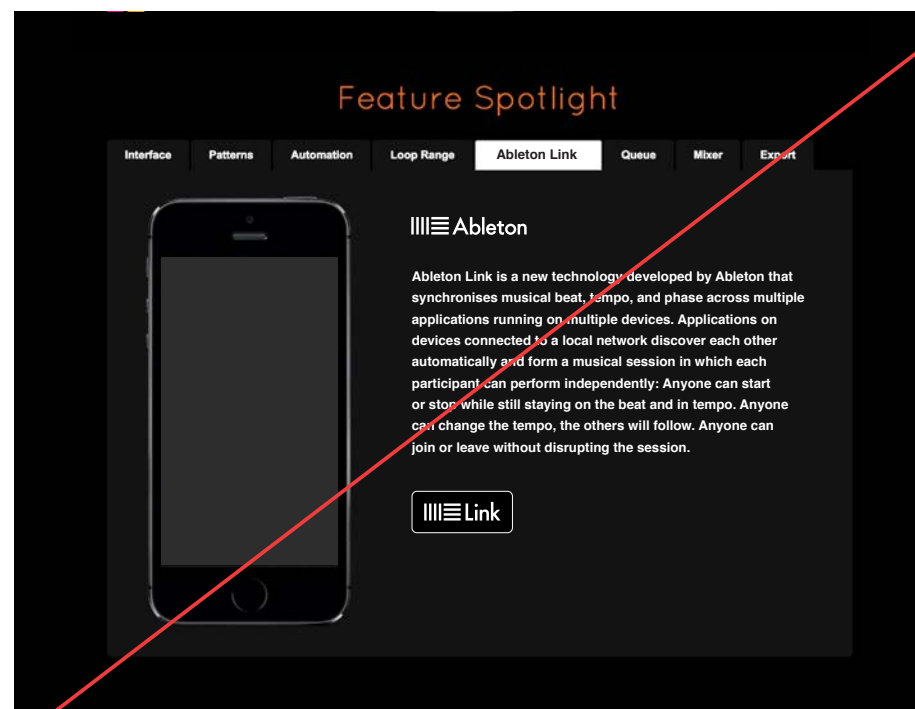 Feature Spotlight
Interface Patterns Automation Loop Range Ableton Link Queue Mixer Export
Ableton
Ableton Link is a new technology developed by Ableton that
synchronises musical beat, tempo, and phase across multiple
applications running on multiple devices. Applications on
devices connected to a local network discover each other
automatically and form a musical session in which each
participant can perform independently: Anyone can start
or stop while still staying on the beat and in tempo. Anyone
can change the tempo, the others will follow. Anyone can
join or leave without disrupting the session.
Link